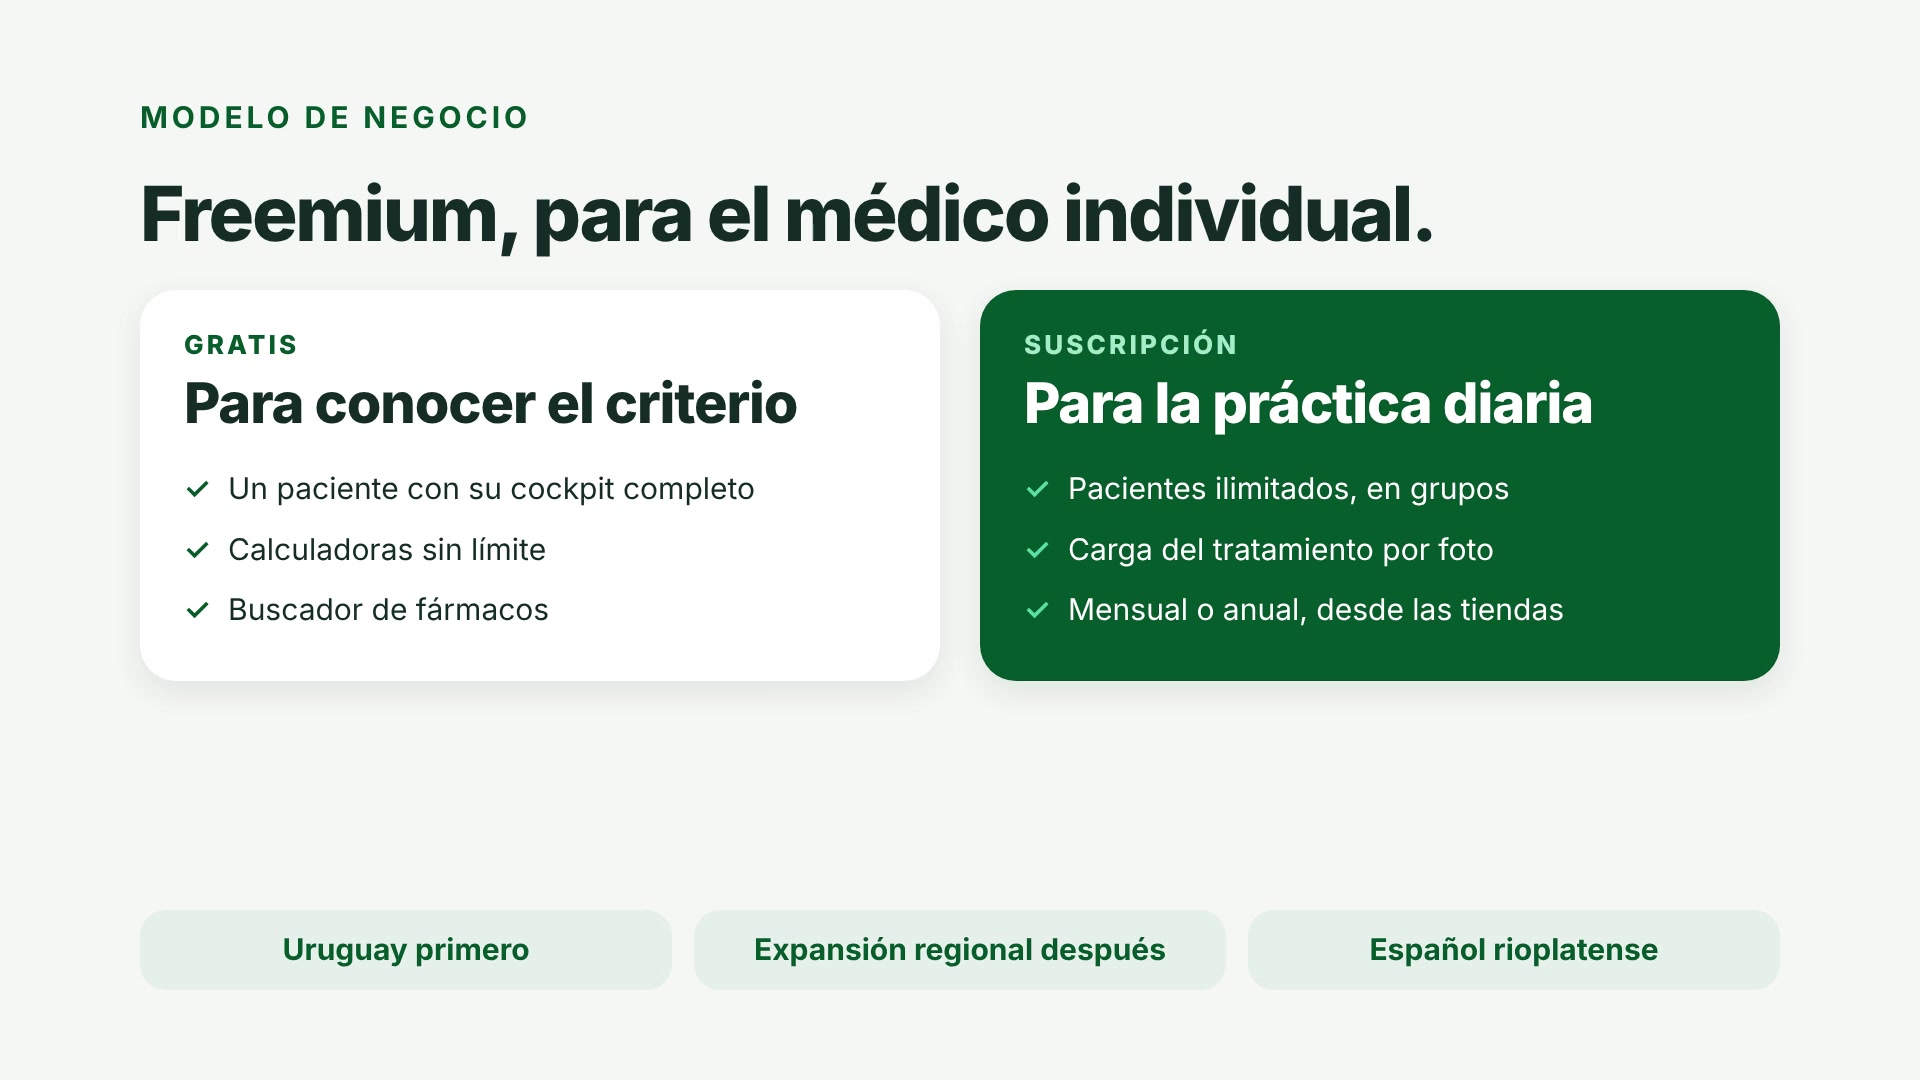 MODELO DE NEGOCIO
Freemium, para el médico individual.
GRATIS
Para conocer el criterio
Un paciente con su cockpit completo
Calculadoras sin límite
Buscador de fármacos
SUSCRIPCIÓN
Para la práctica diaria
Pacientes ilimitados, en grupos
Carga del tratamiento por foto
Mensual o anual, desde las tiendas
Uruguay primero
Expansión regional después
Español rioplatense